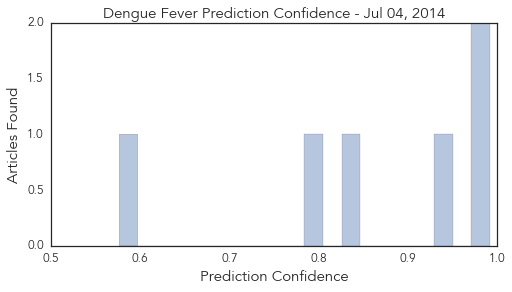 Dengue Fever Prediction Confidence - Jul 04, 2014
2.0
1.5
1.0
0.5
0.0
Articles Found
0.5 0.6 0.7 0.8 0.9 1.0
Prediction Confidence